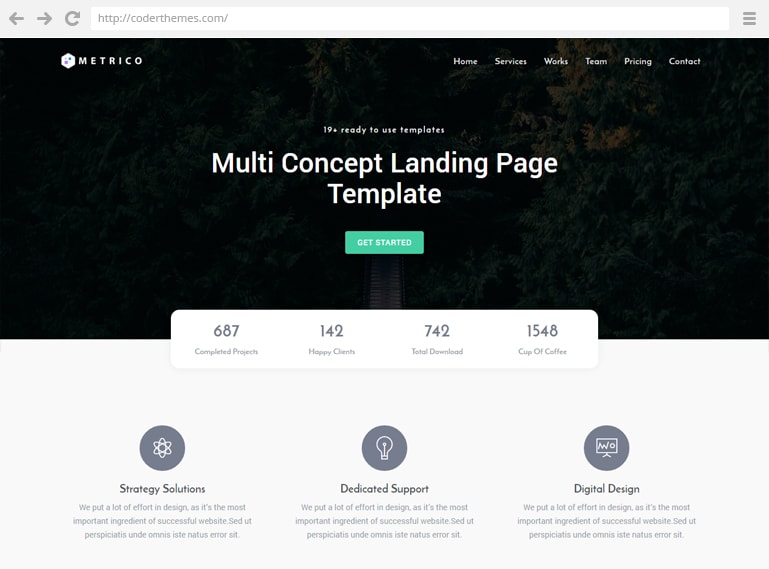 http://coderthemes.com/
METRICO
Home Services Works Team Pricing Contact
19+ ready to use templates
Multi Concept Landing Page
Template
GET STARTED
687 142 742 1548
Completed Projects Happy Clients Total Download Cup Of Coffee
Strategy Solutions Dedicated Support Digital Design
We put a lot of effort in design, as it's the most We put a lot of effort in design, as it's the most We put a lot of effort in design, as it's the most
important ingredient of successful website.Sed ut important ingredient of successful website.Sed ut important ingredient of successful website.Sed ut
perspiciatis unde omnis iste natus error sit. perspiciatis unde omnis iste natus error sit. perspiciatis unde omnis iste natus error sit.